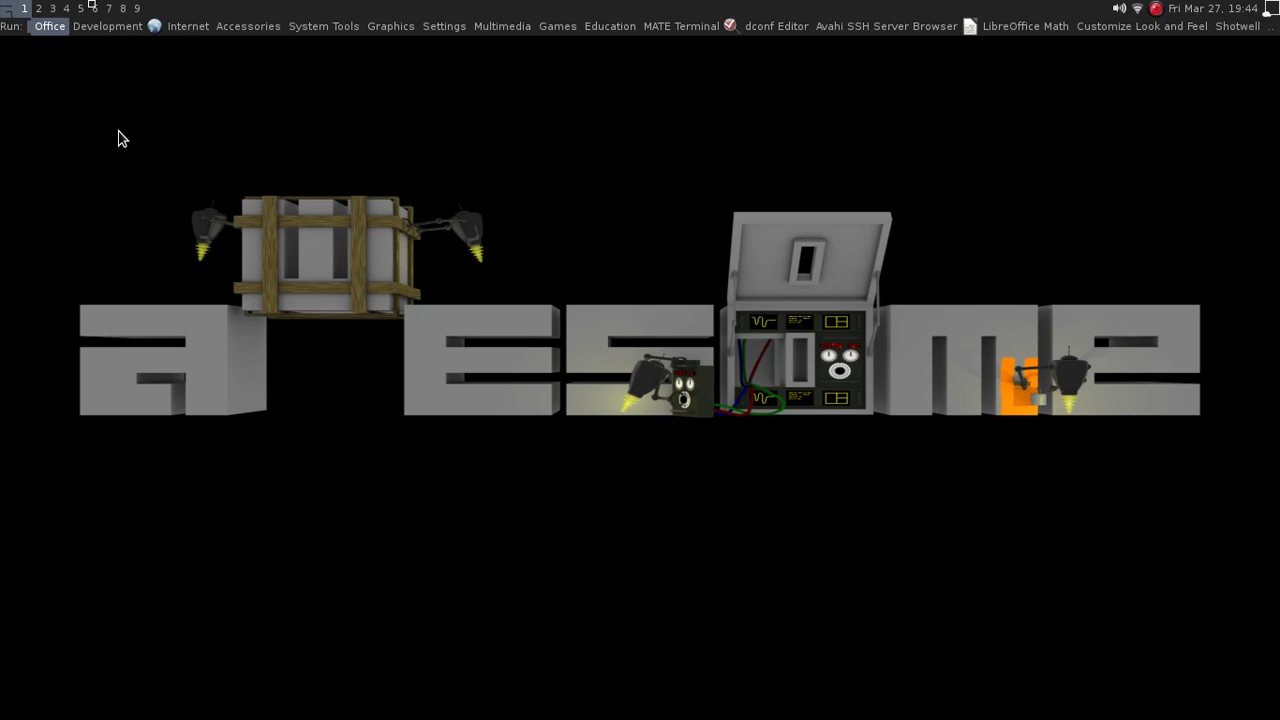 1 2 3 4 5 6 7 8 9 Fri Mar 27, 19:44
Run: Office Development Internet Accessories System Tools Graphics Settings Multimedia Games Education MATE Terminal dconf Editor Avahi SSH Server Browser LibreOffice Math Customize Look and Feel Shotwell ..
awesome